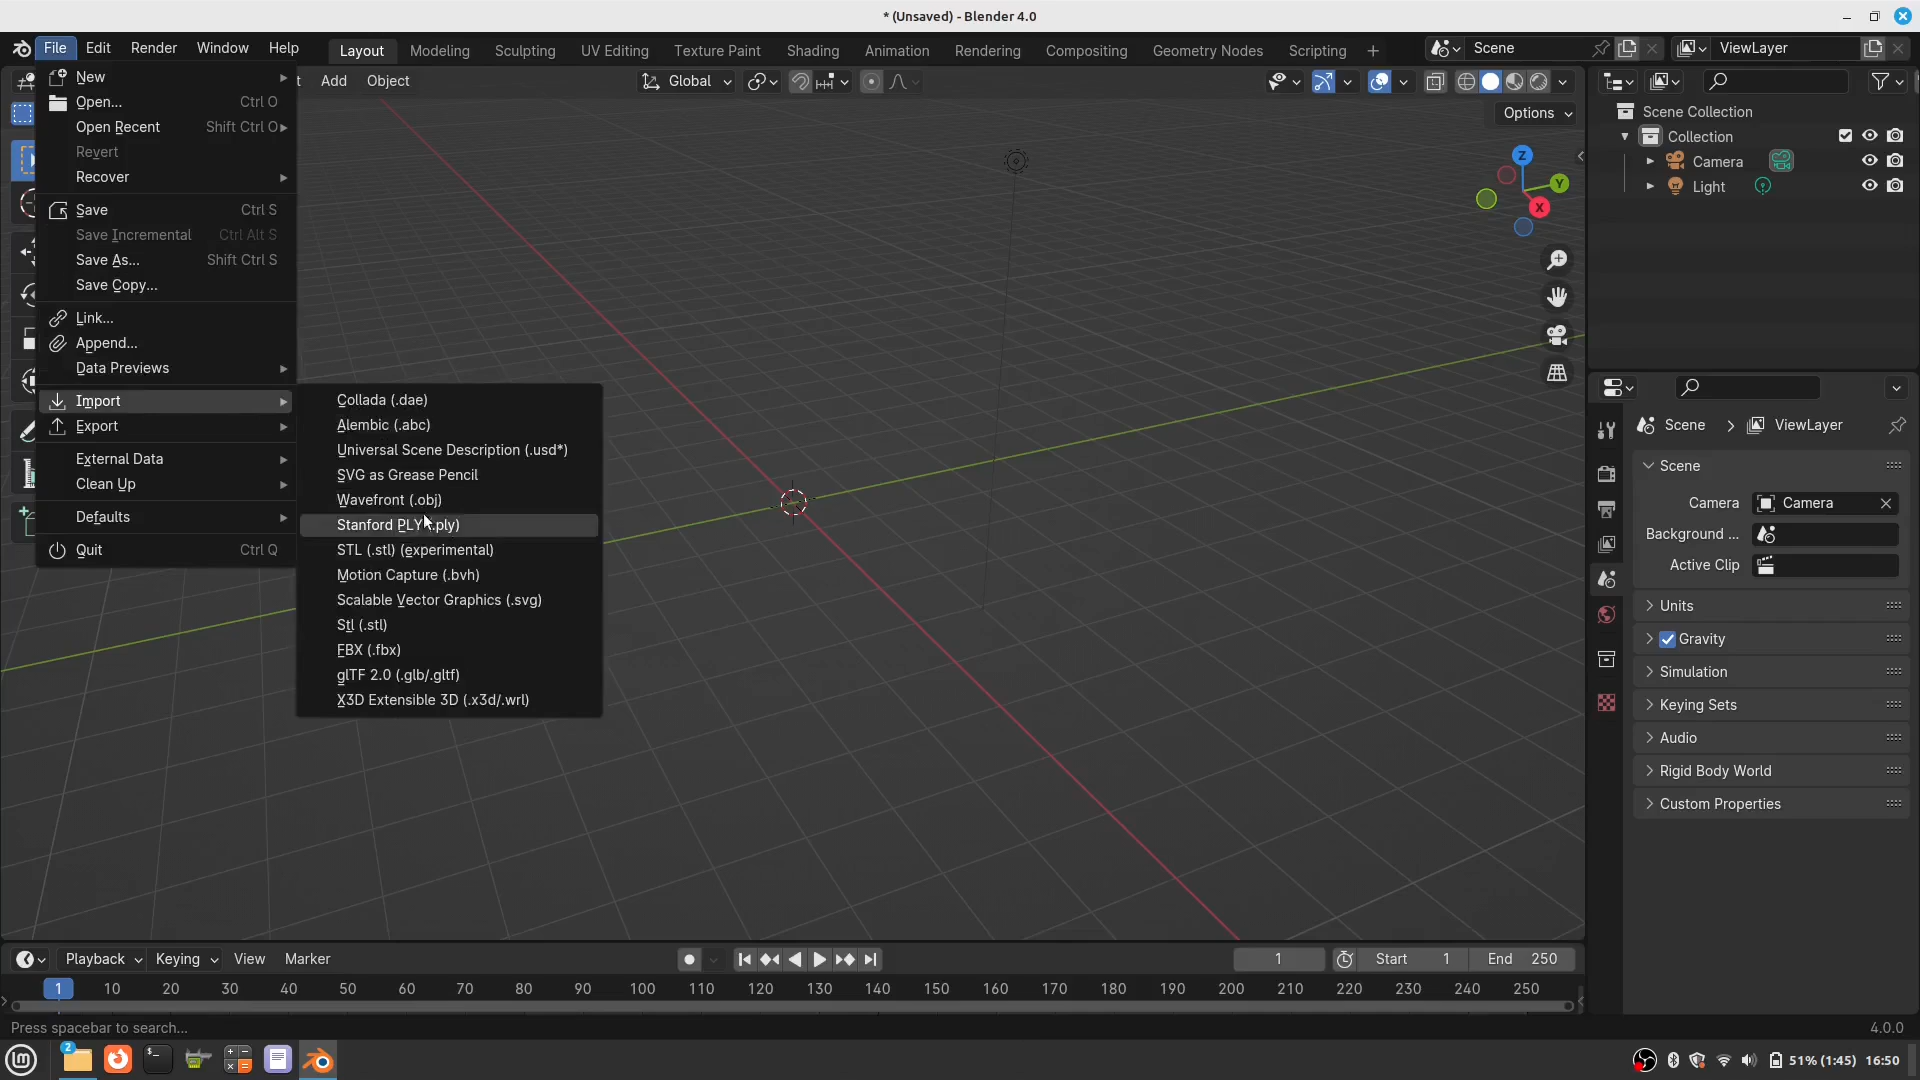 * (Unsaved) - Blender 4.0
File Edit Render Window Help Layout Modeling Sculpting UV Editing Texture Paint Shading Animation Rendering Compositing Geometry Nodes Scripting + Scene ViewLayer
Add Object Global
Options
New
Open... Ctrl O
Open Recent Shift Ctrl O
Revert
Recover
Save Ctrl S
Save Incremental Ctrl Alt S
Save As... Shift Ctrl S
Save Copy...
Link...
Append...
Data Previews
Import
Export
External Data
Clean Up
Defaults
Quit Ctrl Q
Collada (.dae)
Alembic (.abc)
Universal Scene Description (.usd*)
SVG as Grease Pencil
Wavefront (.obj)
Stanford PLY (.ply)
STL (.stl) (experimental)
Motion Capture (.bvh)
Scalable Vector Graphics (.svg)
Stl (.stl)
FBX (.fbx)
glTF 2.0 (.glb/.gltf)
X3D Extensible 3D (.x3d/.wrl)
Z
Y
X
Scene Collection
Collection
Camera
Light
Scene > ViewLayer
Scene
Camera Camera
Background ...
Active Clip
Units
Gravity
Simulation
Keying Sets
Audio
Rigid Body World
Custom Properties
Playback Keying View Marker 1 Start 1 End 250
1 10 20 30 40 50 60 70 80 90 100 110 120 130 140 150 160 170 180 190 200 210 220 230 240 250
Press spacebar to search... 4.0.0
2 51% (1:45) 16:50